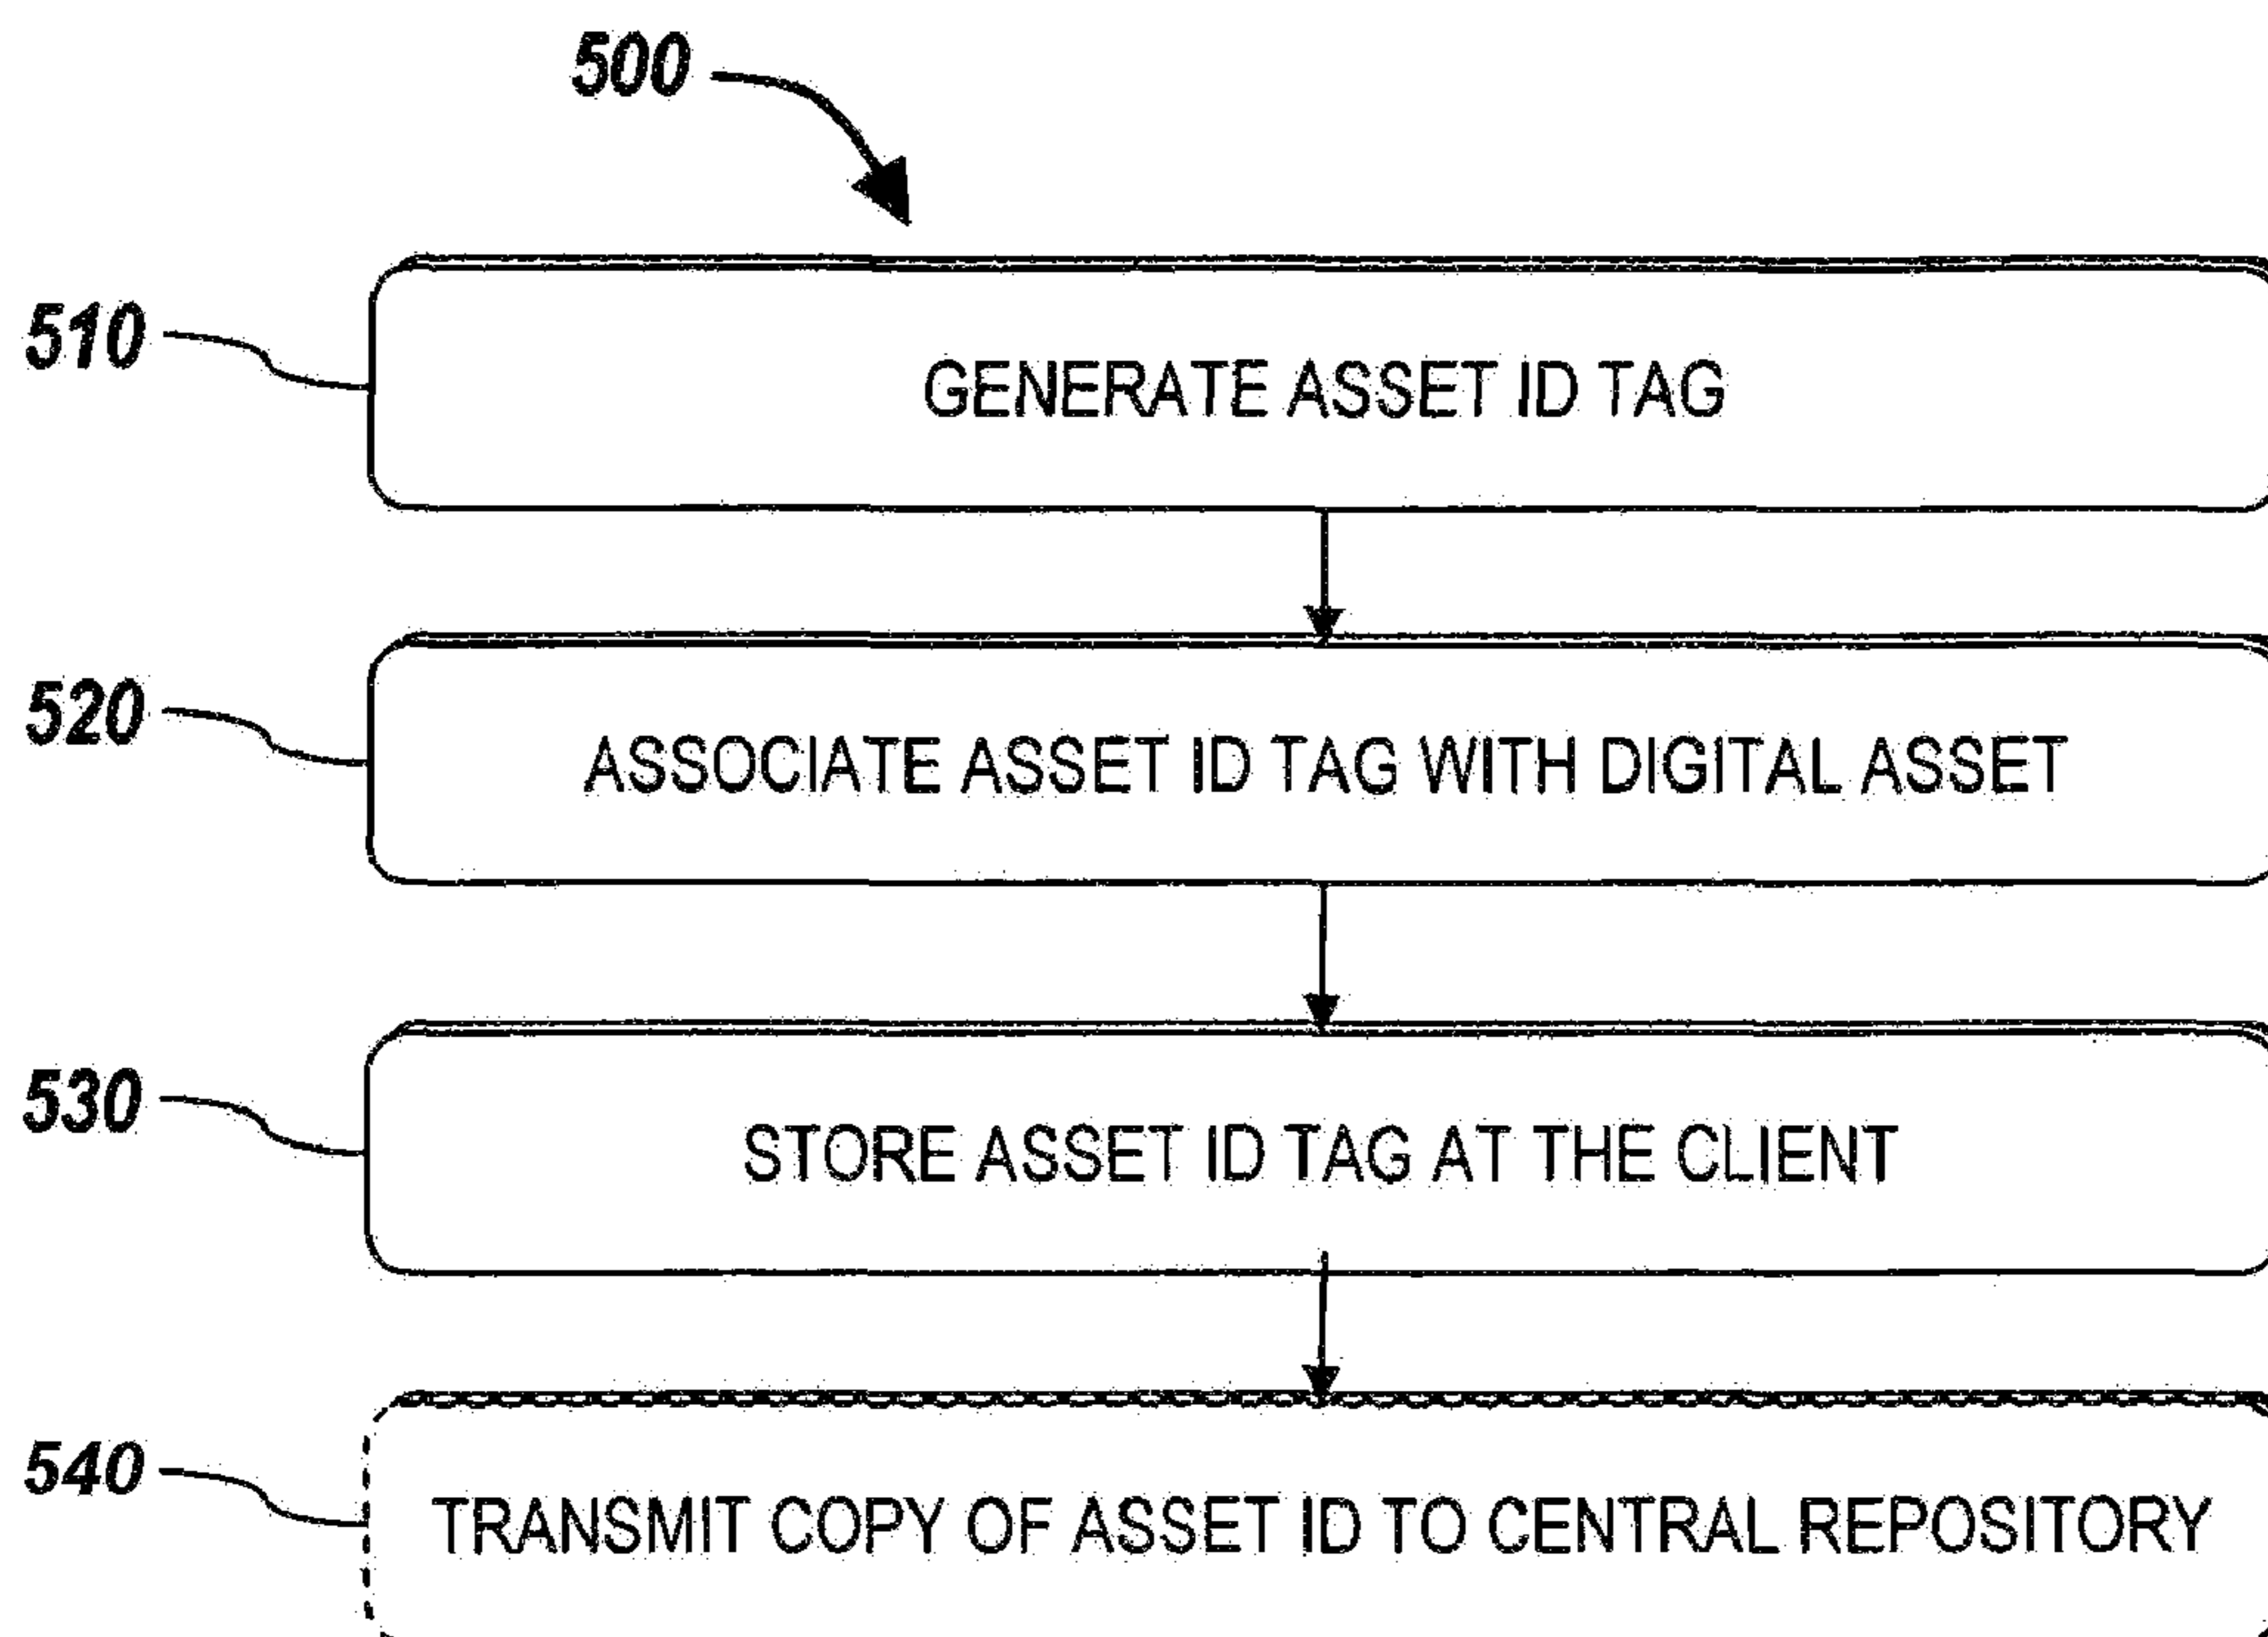 500
510
GENERATE ASSET ID TAG
520
ASSOCIATE ASSET ID TAG WITH DIGITAL ASSET
530
STORE ASSET ID TAG AT THE CLIENT
540
TRANSMIT COPY OF ASSET ID TO CENTRAL REPOSITORY